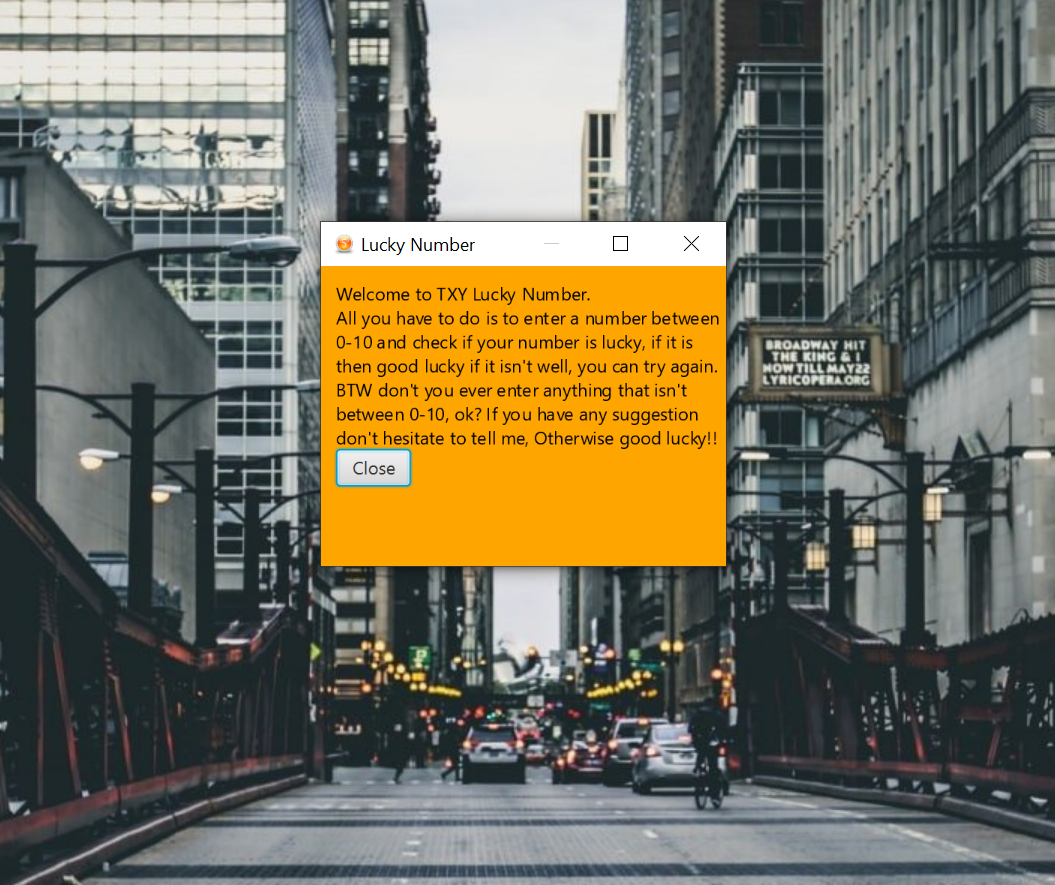 Lucky Number
Welcome to TXY Lucky Number.
All you have to do is to enter a number between
0-10 and check if your number is lucky, if it is
then good lucky if it isn't well, you can try again.
BTW don't you ever enter anything that isn't
between 0-10, ok? If you have any suggestion
don't hesitate to tell me, Otherwise good lucky!!
Close
BROADWAY HIT
THE KING & I
NOW TILL MAY22
LYRICOPERA.ORG
P